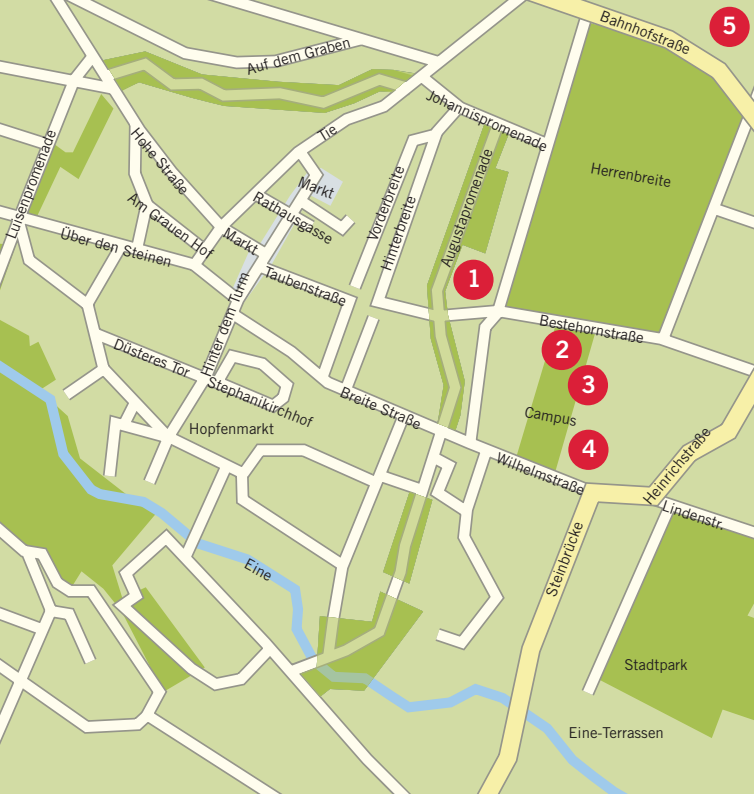 Bahnhofstraße
5
Auf dem Graben
Johannispromenade
Tie
Hohe Straße
Luisenpromenade
Herrenbreite
Markt
Vorderbreite
Hinterbreite
Augustapromenade
Rathausgasse
Am Grauen Hof
Markt
Über den Steinen
1
Taubenstraße
Hinter dem Turm
Bestehornstraße
2
Düsteres Tor
3
Stephanikirchhof
Breite Straße
Campus
Hopfenmarkt
4
Wilhelmstraße
Heinrichstraße
Lindenstr.
Eine
Steinbrücke
Stadtpark
Eine-Terrassen